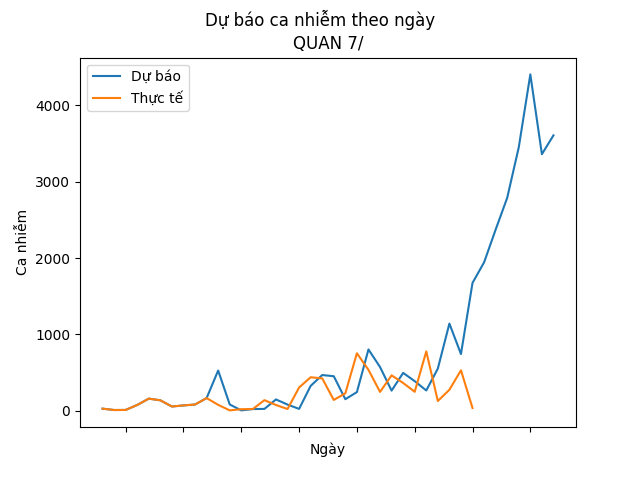 Dự báo ca nhiễm theo ngày
QUAN 7/
Dự báo
Thực tế
4000
3000
2000
1000
0
Ca nhiễm
Ngày